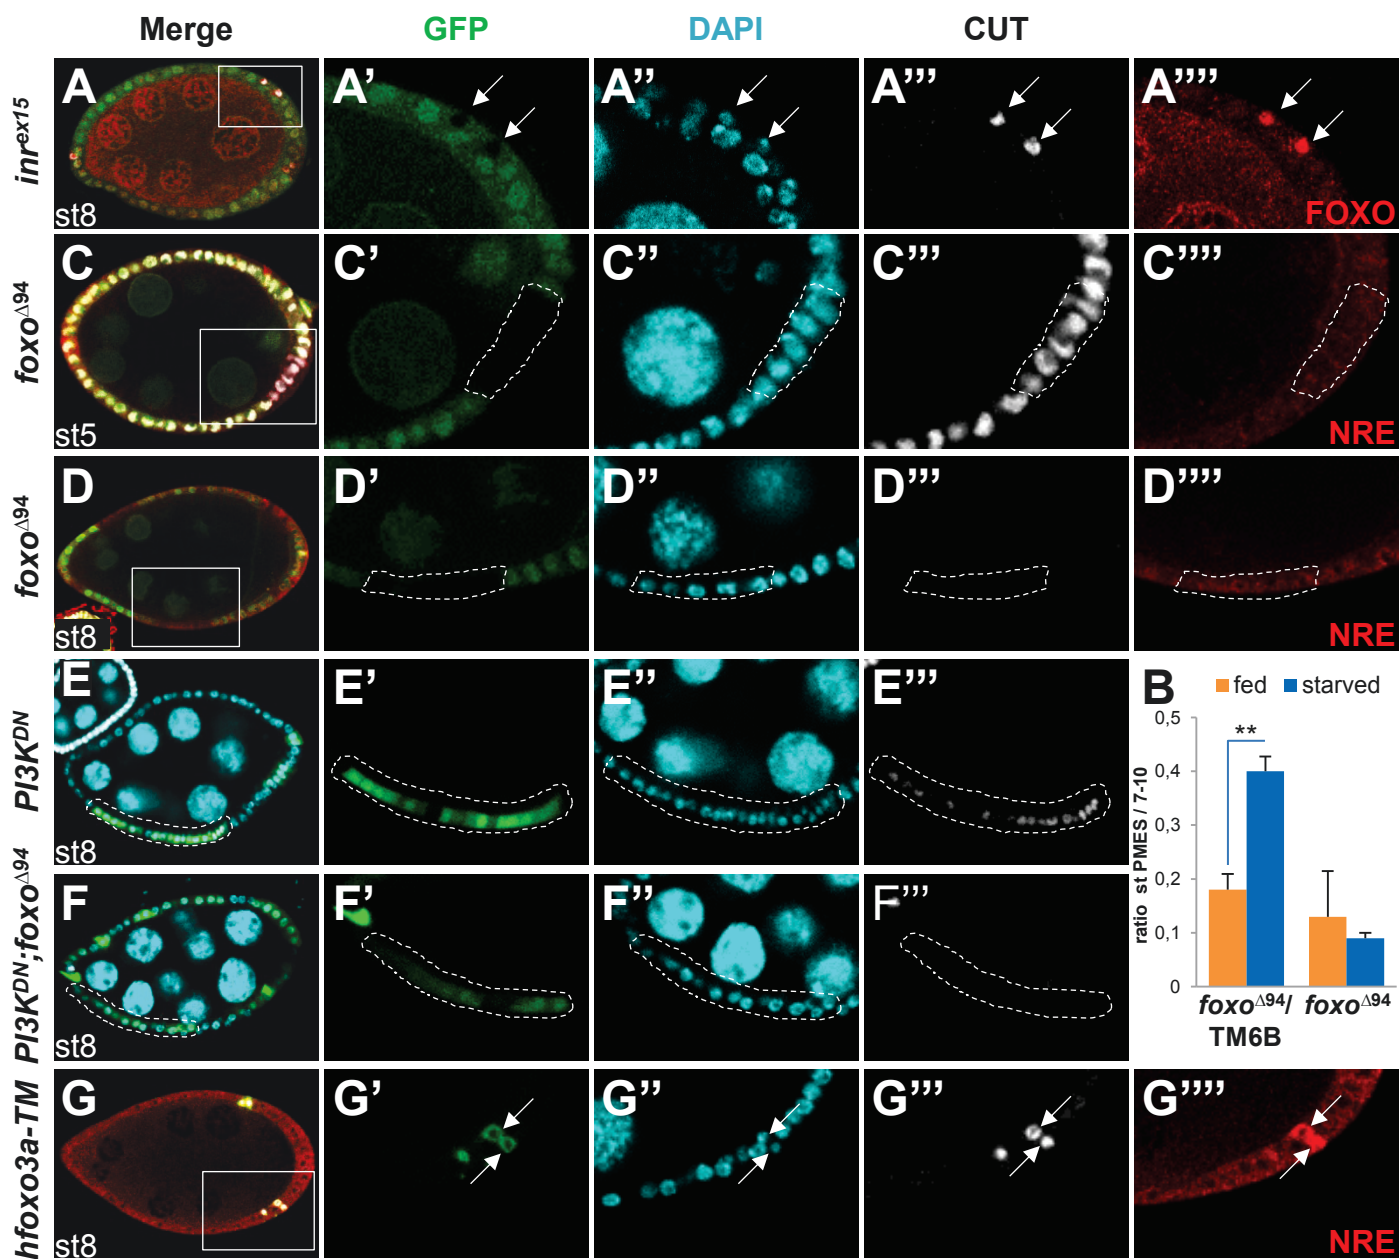 Merge GFP DAPI CUT
inr^ex15
A A’ A’’ A’’’ A’’’’
st8 FOXO
foxo^Δ94
C C’ C’’ C’’’ C’’’’
st5 NRE
foxo^Δ94
D D’ D’’ D’’’ D’’’’
st8 NRE
PI3K^DN
E E’ E’’ E’’’
st8
B
fed starved
ratio st PMES / 7-10
0,5
0,4
0,3
0,2
0,1
0
**
foxo^Δ94/ foxo^Δ94
TM6B
PI3K^DN;foxo^Δ94
F F’ F’’ F’’’
st8
hfoxo3a-TM
G G’ G’’ G’’’ G’’’’
st8 NRE